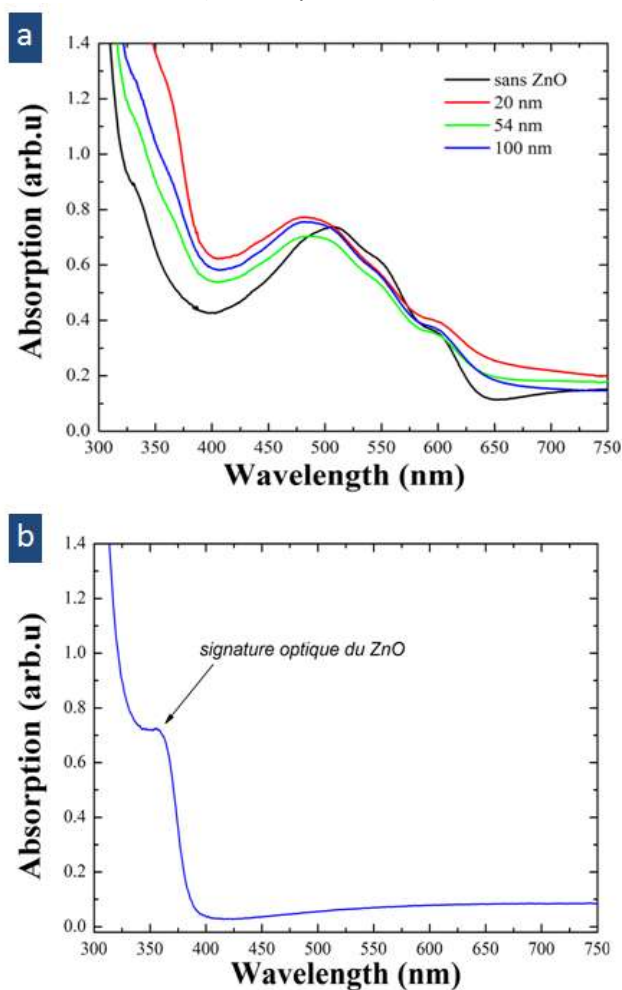 a
1.4
1.2
1.0
0.8
0.6
0.4
0.2
0.0
Absorption (arb.u)
sans ZnO
20 nm
54 nm
100 nm
300 350 400 450 500 550 600 650 700 750
Wavelength (nm)
b
1.4
1.2
1.0
0.8
0.6
0.4
0.2
0.0
Absorption (arb.u)
signature optique du ZnO
300 350 400 450 500 550 600 650 700 750
Wavelength (nm)